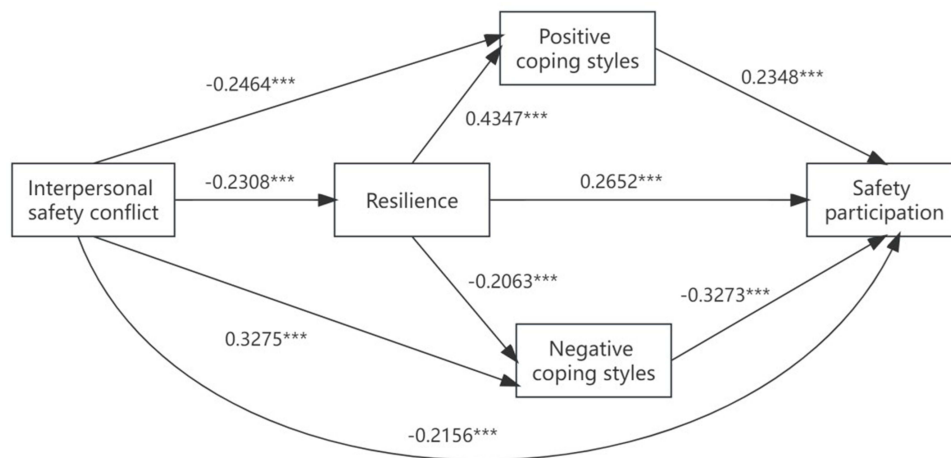 Positive
coping styles
-0.2464***
0.2348***
0.4347***
Interpersonal
safety conflict
-0.2308***
Resilience
0.2652***
Safety
participation
-0.2063***
-0.3273***
0.3275***
Negative
coping styles
-0.2156***